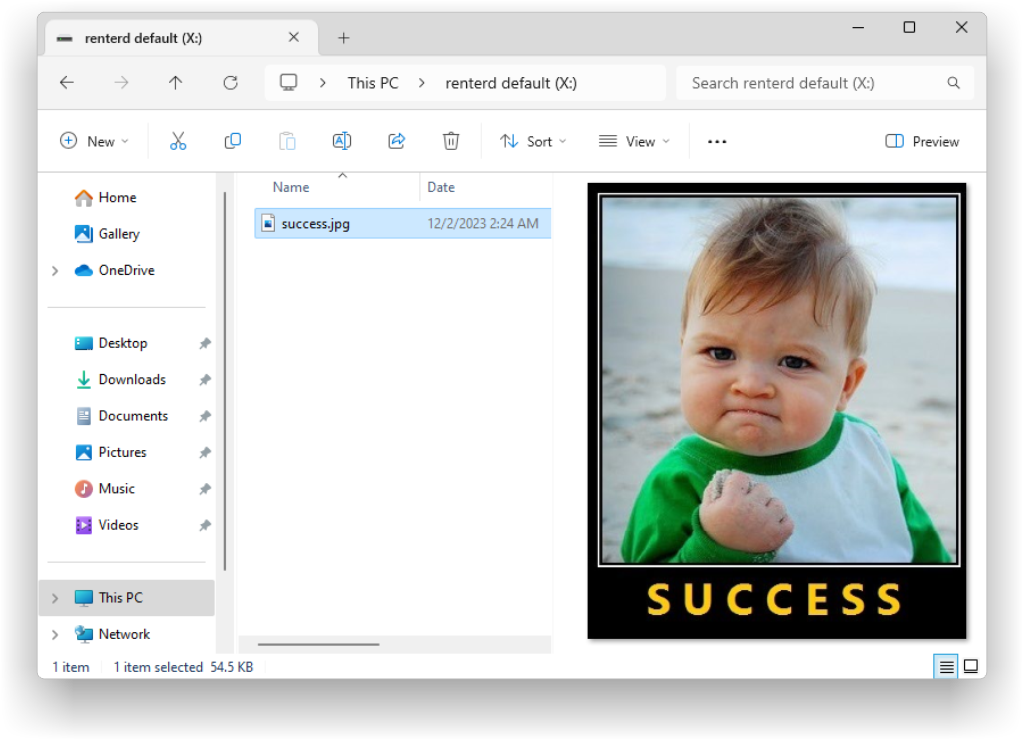 renterd default (X:)
This PC > renterd default (X:)
Search renterd default (X:)
New
Sort
View
Preview
Home
Gallery
OneDrive
Desktop
Downloads
Documents
Pictures
Music
Videos
This PC
Network
Name
Date
success.jpg
12/2/2023 2:24 AM
SUCCESS
1 item
1 item selected 54.5 KB